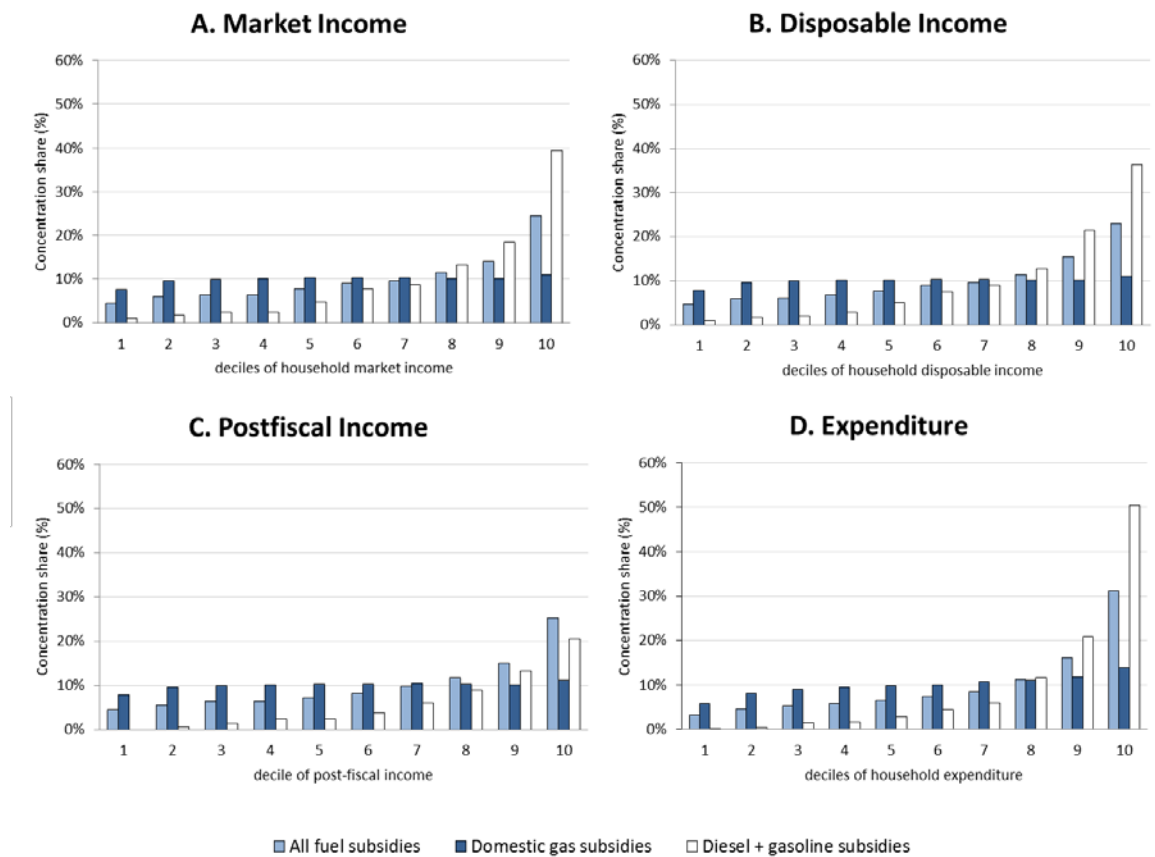 A. Market Income
Concentration share (%)
60%
50%
40%
30%
20%
10%
0%
1 2 3 4 5 6 7 8 9 10
deciles of household market income
B. Disposable Income
Concentration share (%)
60%
50%
40%
30%
20%
10%
0%
1 2 3 4 5 6 7 8 9 10
deciles of household disposable income
C. Postfiscal Income
Concentration share (%)
60%
50%
40%
30%
20%
10%
0%
1 2 3 4 5 6 7 8 9 10
decile of post-fiscal income
D. Expenditure
Concentration share (%)
60%
50%
40%
30%
20%
10%
0%
1 2 3 4 5 6 7 8 9 10
deciles of household expenditure
All fuel subsidies Domestic gas subsidies Diesel + gasoline subsidies